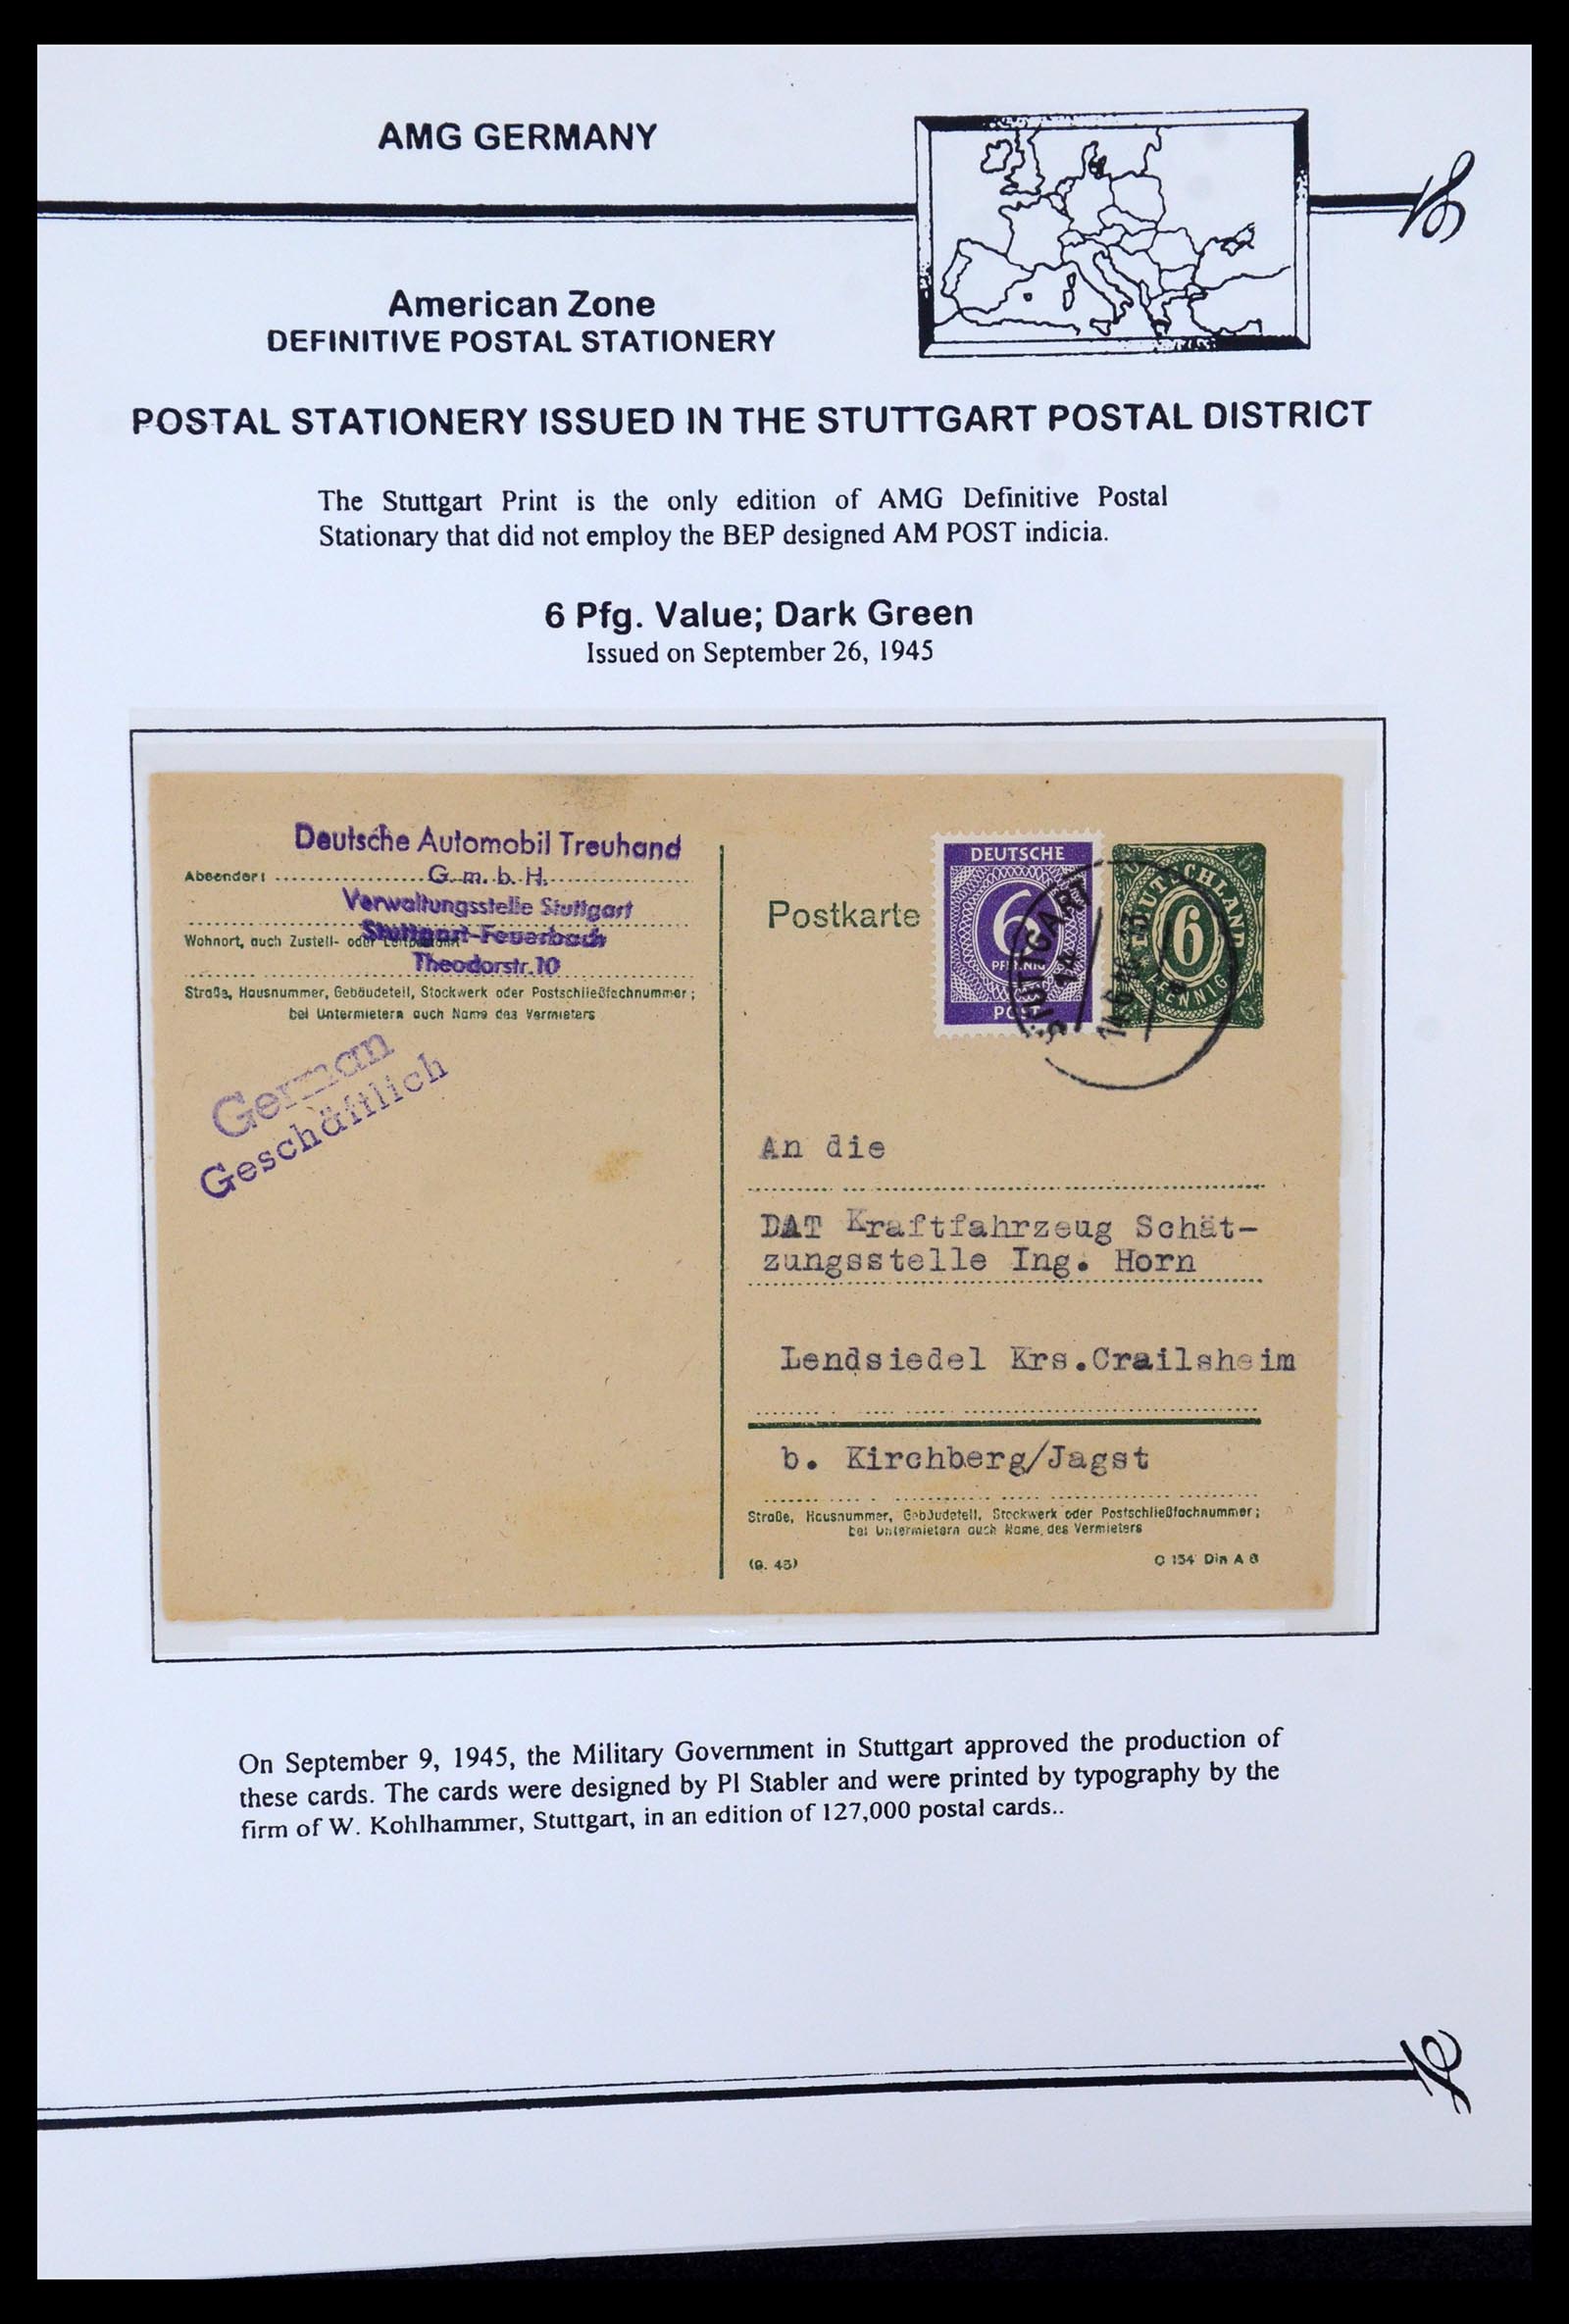 AMG GERMANY
American Zone
DEFINITIVE POSTAL STATIONERY
POSTAL STATIONERY ISSUED IN THE STUTTGART POSTAL DISTRICT
The Stuttgart Print is the only edition of AMG Definitive Postal
Stationary that did not employ the BEP designed AM POST indicia.
6 Pfg. Value; Dark Green
Issued on September 26, 1945
Deutsche Automobil Treuhand
Absender:
G. m. b. H.
Verwaltungsstelle Stuttgart
Stuttgart-Feuerbach
Wohnort, auch Zustell- oder
Theodorstr. 10
Straße, Hausnummer, Gebäudeteil, Stockwerk oder Postschließfachnummer;
bei Untermietern auch Name des Vermieters
German
Geschäftlich
Postkarte
DEUTSCHE
6
PFENNIG
POST
DEUTSCHLAND
6
PFENNIG
STUTTGART
14
An die
DAT Kraftfahrzeug Schät-
zungsstelle Ing. Horn
Lendsiedel Krs.Crailsheim
b. Kirchberg/Jagst
Straße, Hausnummer, Gebäudeteil, Stockwerk oder Postschließfachnummer;
bei Untermietern auch Name des Vermieters
(9. 45)
C 154 Din A 6
On September 9, 1945, the Military Government in Stuttgart approved the production of
these cards. The cards were designed by Pl Stabler and were printed by typography by the
firm of W. Kohlhammer, Stuttgart, in an edition of 127,000 postal cards..